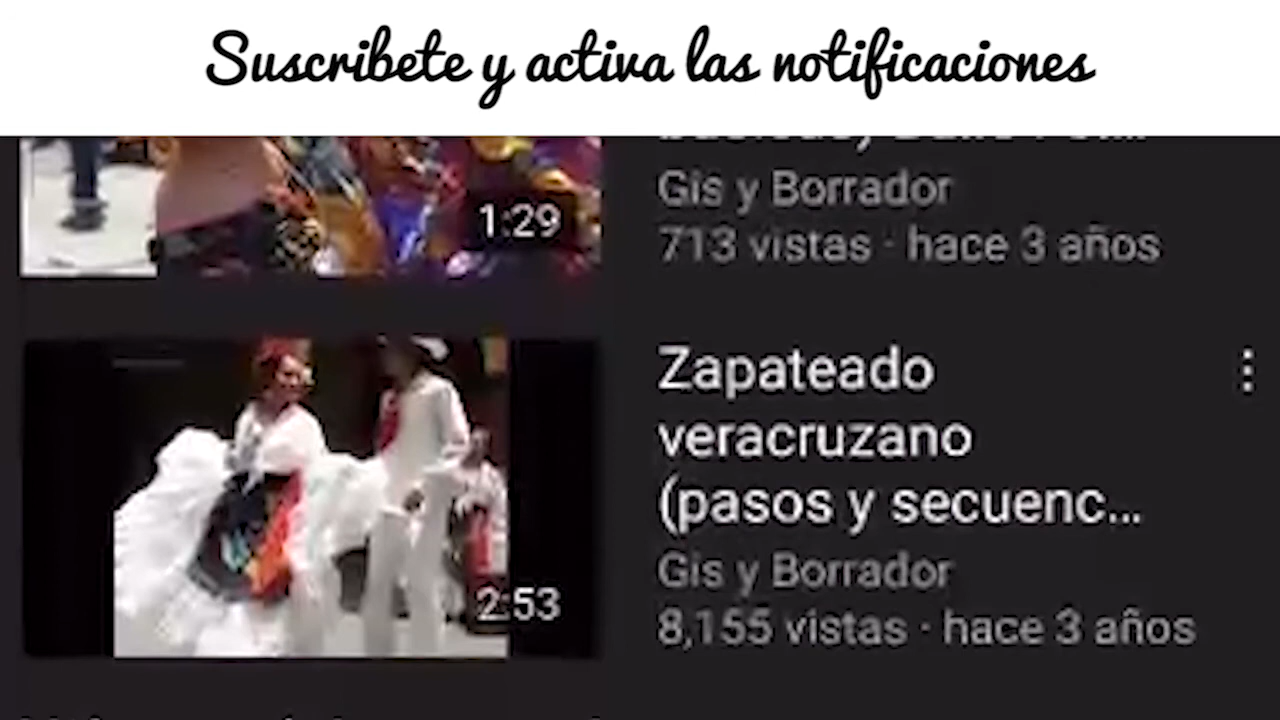 Suscribete y activa las notificaciones
1:29
Gis y Borrador
713 vistas · hace 3 años
Zapateado
veracruzano
(pasos y secuenc...
Gis y Borrador
2:53
8,155 vistas · hace 3 años